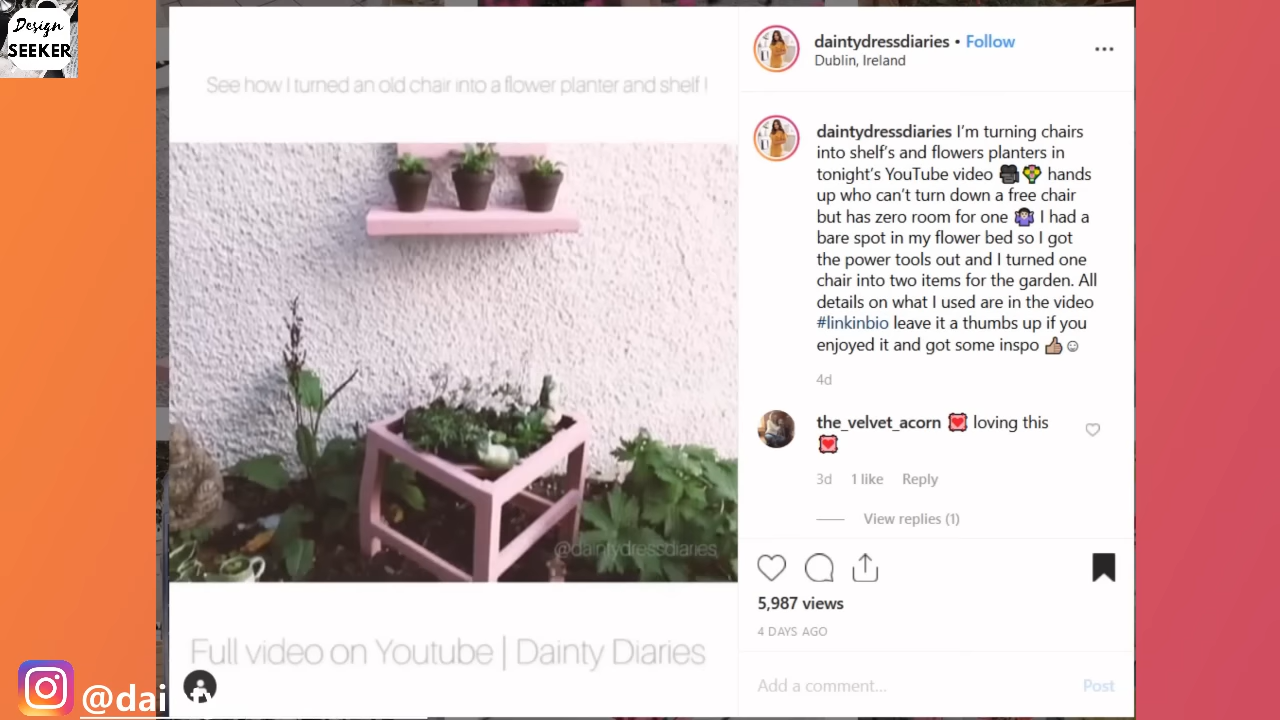 Design
SEEKER
See how I turned an old chair into a flower planter and shelf !
@daintydressdiaries
Full video on Youtube | Dainty Diaries
daintydressdiaries • Follow
Dublin, Ireland
daintydressdiaries I'm turning chairs
into shelf's and flowers planters in
tonight's YouTube video 🎥💐 hands
up who can't turn down a free chair
but has zero room for one 🤷🏻‍♀️ I had a
bare spot in my flower bed so I got
the power tools out and I turned one
chair into two items for the garden. All
details on what I used are in the video
#linkinbio leave it a thumbs up if you
enjoyed it and got some inspo 👍🏽☺
4d
the_velvet_acorn 💟 loving this
💟
3d 1 like Reply
View replies (1)
5,987 views
4 DAYS AGO
Add a comment... Post